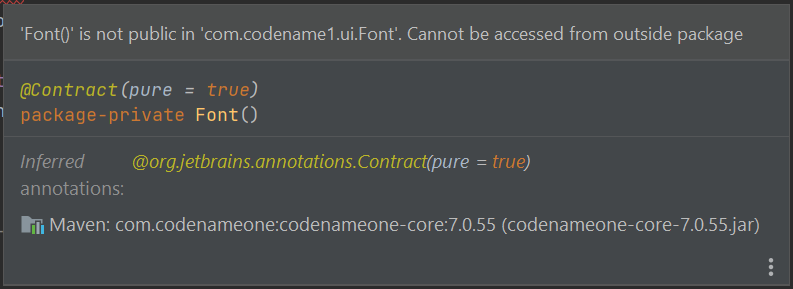 'Font()' is not public in 'com.codename1.ui.Font'. Cannot be accessed from outside package
@Contract(pure = true)
package-private Font()
Inferred annotations: @org.jetbrains.annotations.Contract(pure = true)
Maven: com.codenameone:codenameone-core:7.0.55 (codenameone-core-7.0.55.jar)